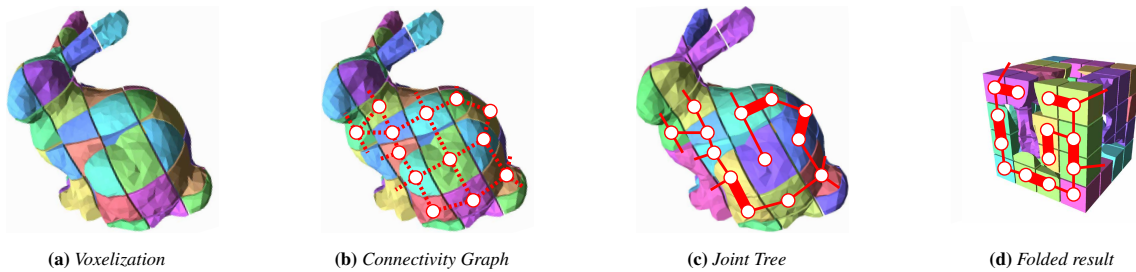 (a) Voxelization
(b) Connectivity Graph
(c) Joint Tree
(d) Folded result